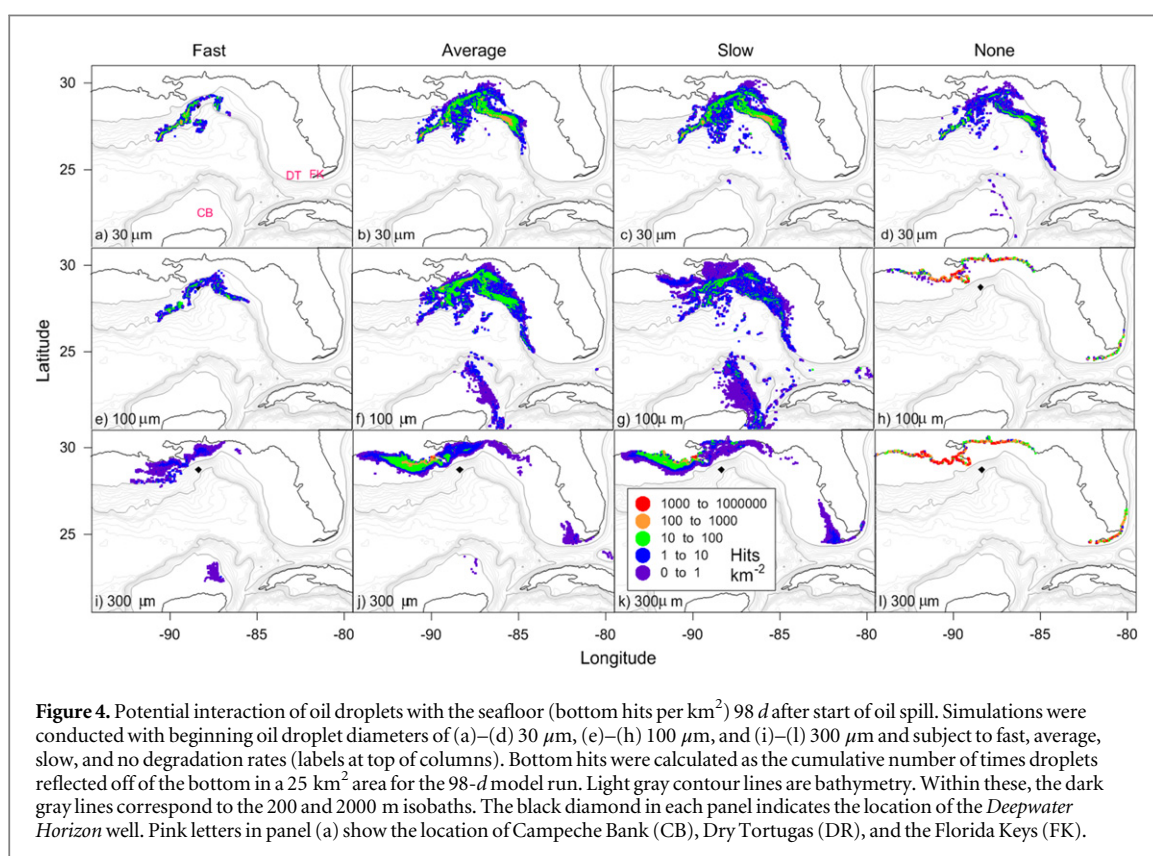 Fast Average Slow None
30
25
DT FK
CB
a) 30 μm b) 30 μm c) 30 μm d) 30 μm
30
25
Latitude
e) 100 μm f) 100 μm g) 100μ m h) 100μ m
30
25
1000 to 1000000
100 to 1000
10 to 100
1 to 10 Hits
0 to 1 km-2
i) 300 μm j) 300 μm k) 300μ m l) 300 μm
-90 -85 -80 -90 -85 -90 -85 -90 -85 -80
Longitude
Figure 4. Potential interaction of oil droplets with the seafloor (bottom hits per km²) 98 d after start of oil spill. Simulations were
conducted with beginning oil droplet diameters of (a)–(d) 30 μm, (e)–(h) 100 μm, and (i)–(l) 300 μm and subject to fast, average,
slow, and no degradation rates (labels at top of columns). Bottom hits were calculated as the cumulative number of times droplets
reflected off of the bottom in a 25 km² area for the 98-d model run. Light gray contour lines are bathymetry. Within these, the dark
gray lines correspond to the 200 and 2000 m isobaths. The black diamond in each panel indicates the location of the Deepwater
Horizon well. Pink letters in panel (a) show the location of Campeche Bank (CB), Dry Tortugas (DR), and the Florida Keys (FK).